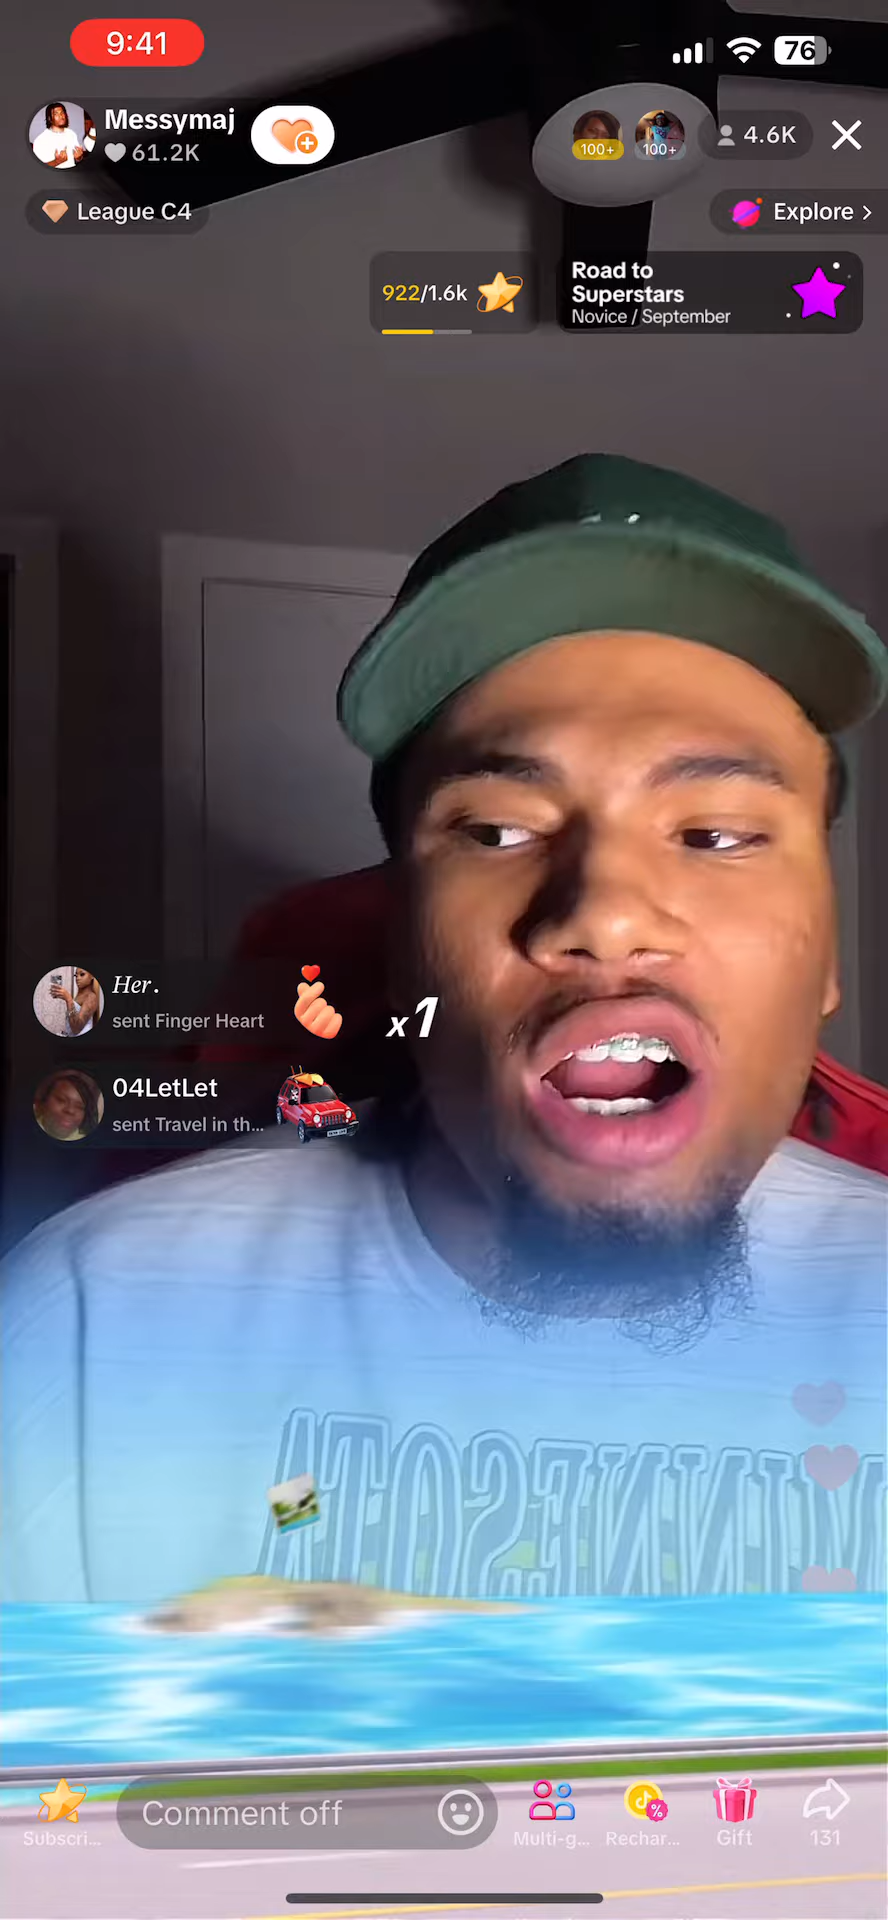 9:41
76
Messymaj
61.2K
100+
100+
4.6K
League C4
Explore >
922/1.6k
Road to
Superstars
Novice / September
Her.
sent Finger Heart
x1
04LetLet
sent Travel in th...
MINNESOTA
Comment off
Subscri...
Multi-g...
Rechar...
Gift
131